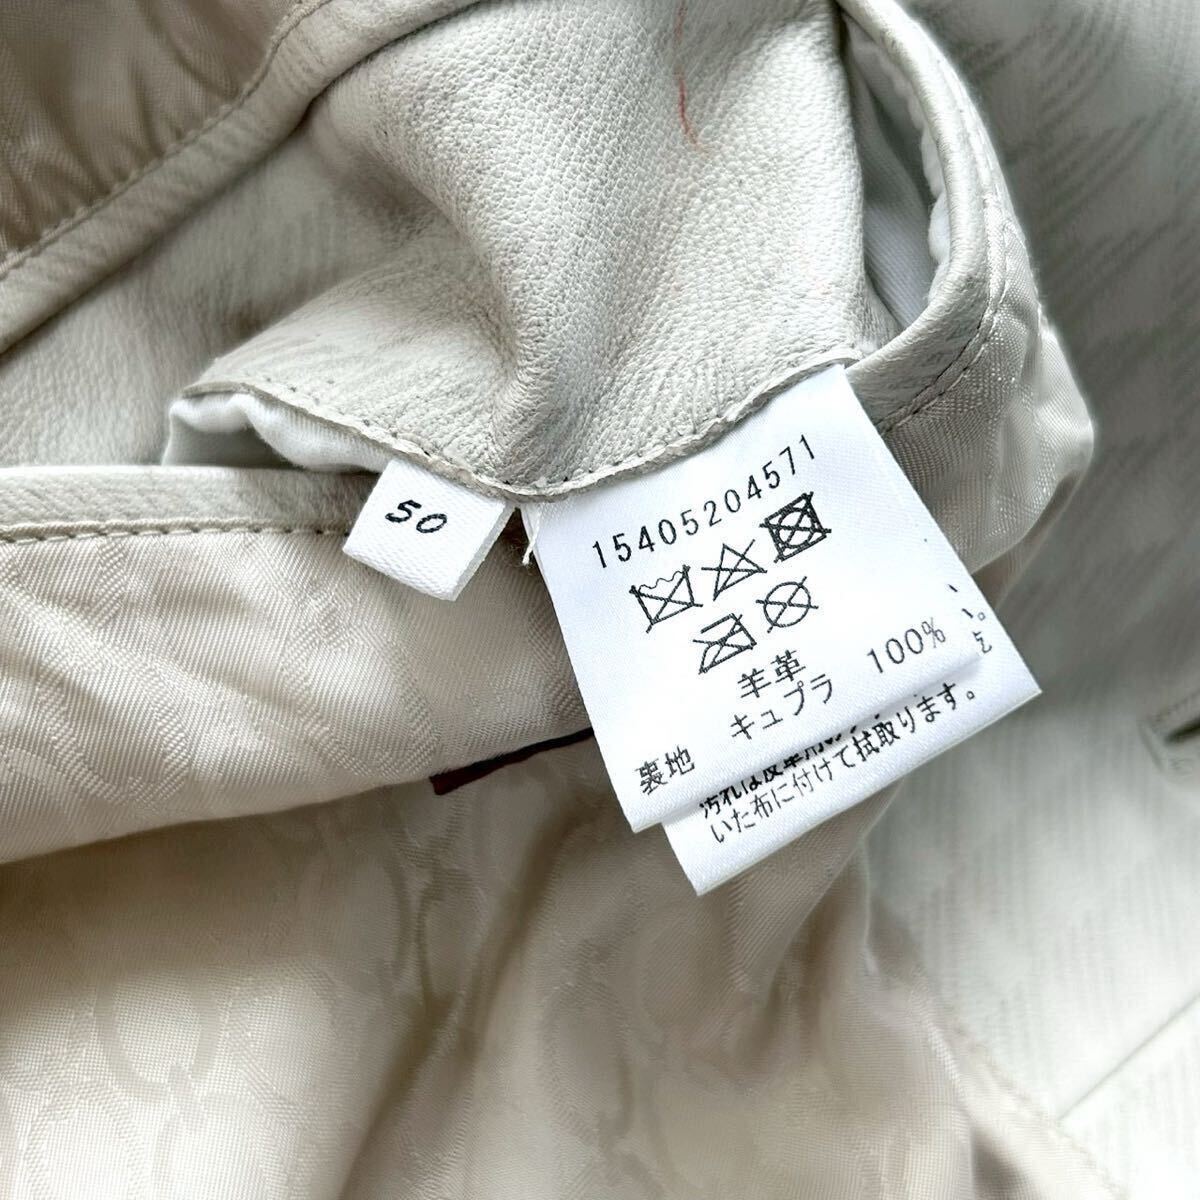 50
15405204571
羊革
裏地 キュプラ 100%
い。
汚れは皮革用の
いた布に付けて拭取ります。